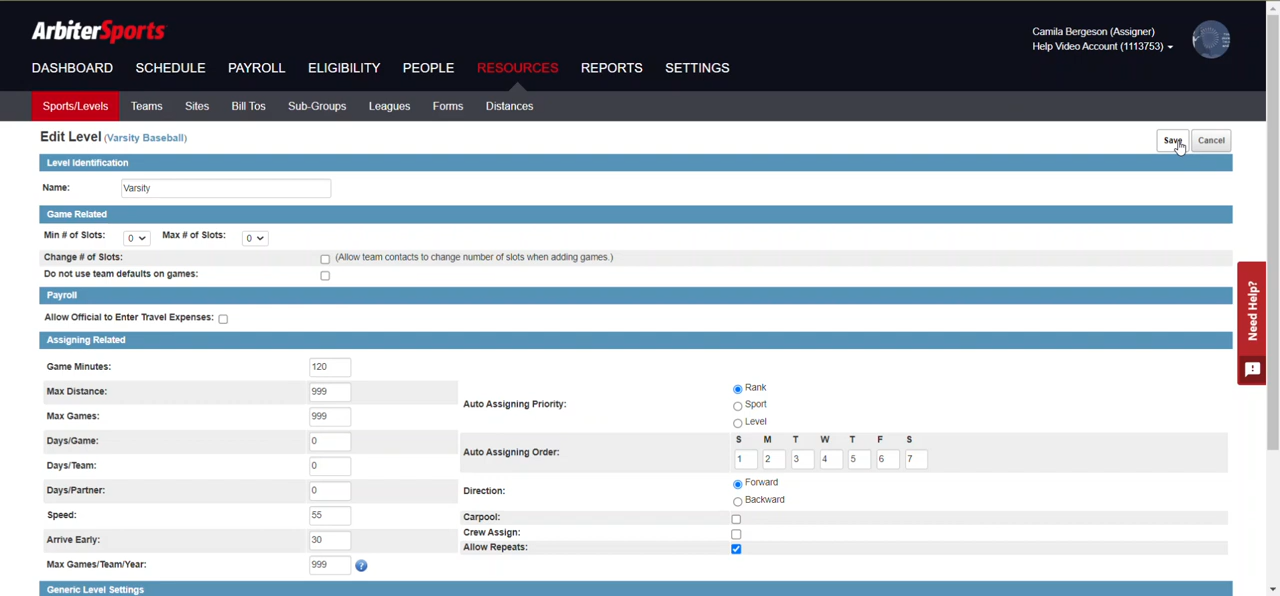 ArbiterSports
Camila Bergeson (Assigner)
Help Video Account (1113753)
DASHBOARD SCHEDULE PAYROLL ELIGIBILITY PEOPLE RESOURCES REPORTS SETTINGS
Sports/Levels Teams Sites Bill Tos Sub-Groups Leagues Forms Distances
Edit Level (Varsity Baseball)
Save Cancel
Level Identification
Name: Varsity
Game Related
Min # of Slots: 0 Max # of Slots: 0
Change # of Slots: (Allow team contacts to change number of slots when adding games.)
Do not use team defaults on games:
Payroll
Allow Official to Enter Travel Expenses:
Assigning Related
Game Minutes: 120
Max Distance: 999
Max Games: 999
Days/Game: 0
Days/Team: 0
Days/Partner: 0
Speed: 55
Arrive Early: 30
Max Games/Team/Year: 999 ?
Auto Assigning Priority:
Rank
Sport
Level
S M T W T F S
Auto Assigning Order: 1 2 3 4 5 6 7
Direction:
Forward
Backward
Carpool:
Crew Assign:
Allow Repeats:
Generic Level Settings
Need Help?